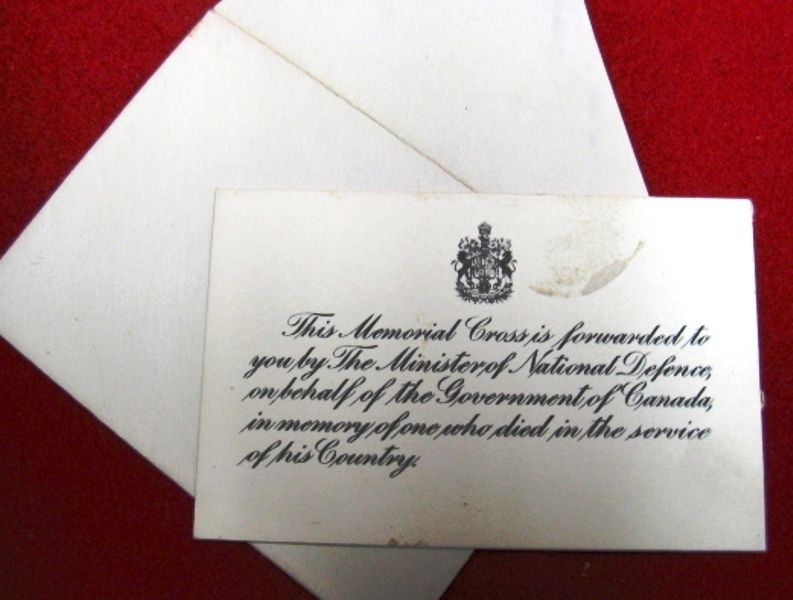 This Memorial Cross is forwarded to
you by The Minister of National Defence,
on behalf of the Government of Canada,
in memory of one who died in the service
of his Country.